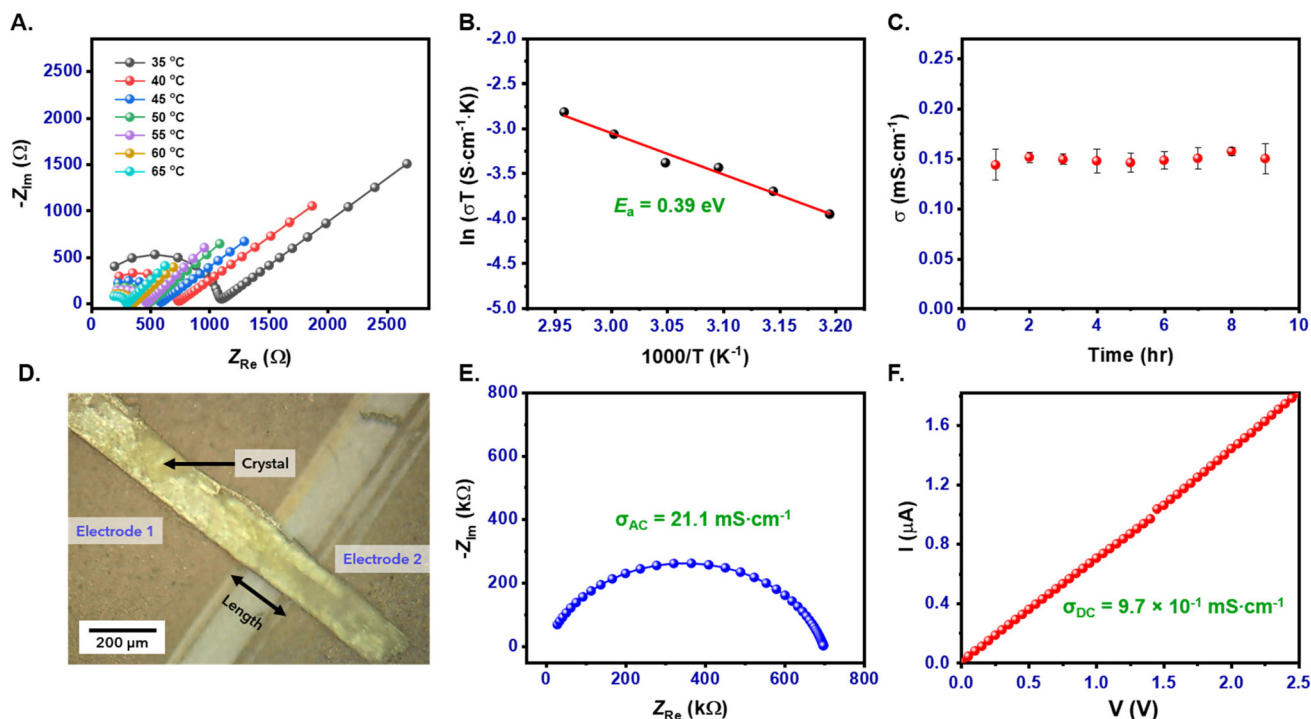 A.
-Z_Im (Ω)
2500
2000
1500
1000
500
0
35 °C
40 °C
45 °C
50 °C
55 °C
60 °C
65 °C
0 500 1000 1500 2000 2500
Z_Re (Ω)
B.
ln (σT (S·cm⁻¹·K))
-2.0
-2.5
-3.0
-3.5
-4.0
-4.5
-5.0
E_a = 0.39 eV
2.95 3.00 3.05 3.10 3.15 3.20
1000/T (K⁻¹)
C.
σ (mS·cm⁻¹)
0.25
0.20
0.15
0.10
0.05
0.00
0 2 4 6 8 10
Time (hr)
D.
Crystal
Electrode 1
Electrode 2
Length
200 μm
E.
-Z_Im (kΩ)
800
600
400
200
0
σ_AC = 21.1 mS·cm⁻¹
0 200 400 600 800
Z_Re (kΩ)
F.
I (μA)
1.6
1.2
0.8
0.4
0.0
σ_DC = 9.7 × 10⁻¹ mS·cm⁻¹
0.0 0.5 1.0 1.5 2.0 2.5
V (V)